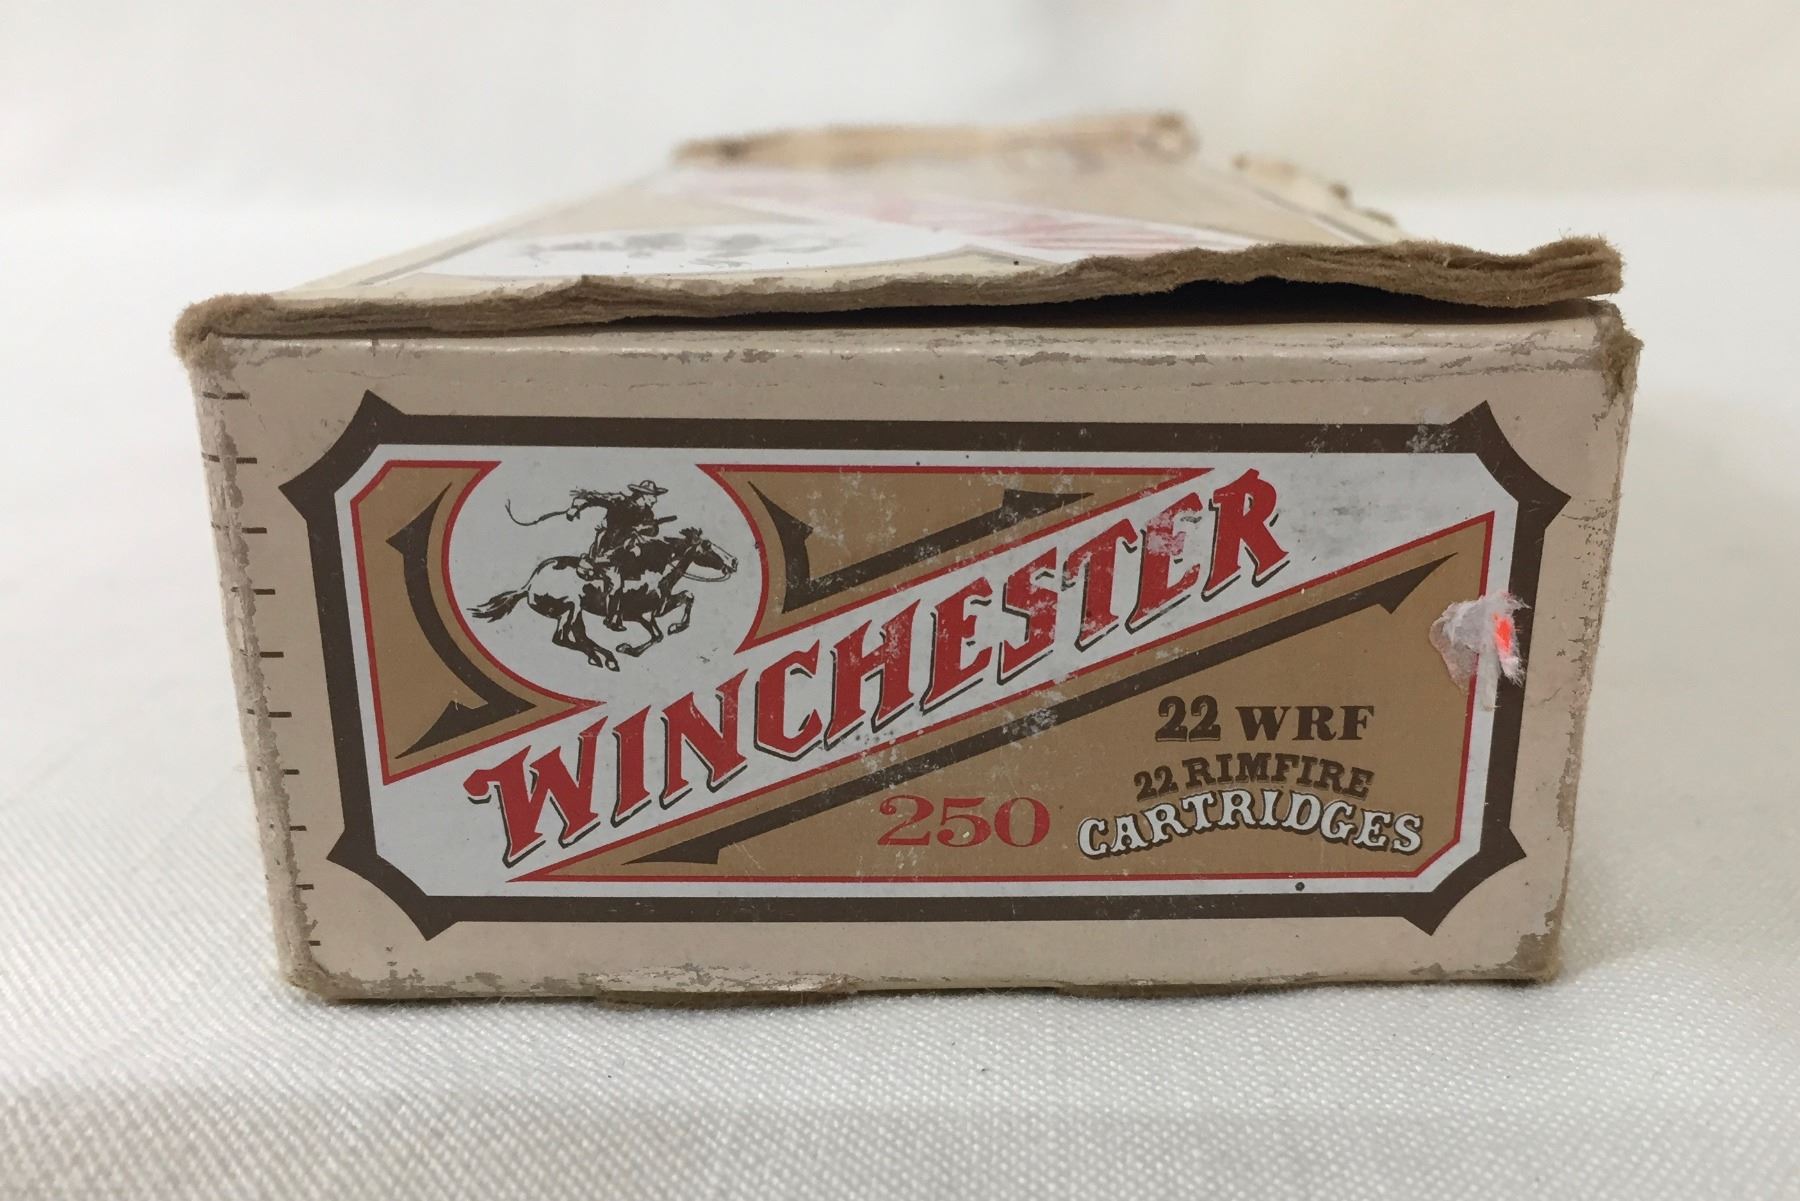 WINCHESTER
22 WRF
22 RIMFIRE
250 CARTRIDGES